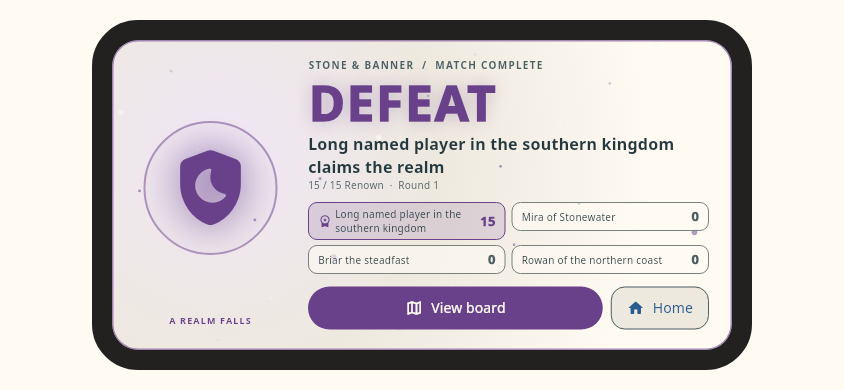 STONE & BANNER / MATCH COMPLETE
DEFEAT
Long named player in the southern kingdom
claims the realm
15 / 15 Renown · Round 1
Long named player in the
southern kingdom
15
Mira of Stonewater 0
Briar the steadfast 0
Rowan of the northern coast 0
A REALM FALLS
View board
Home